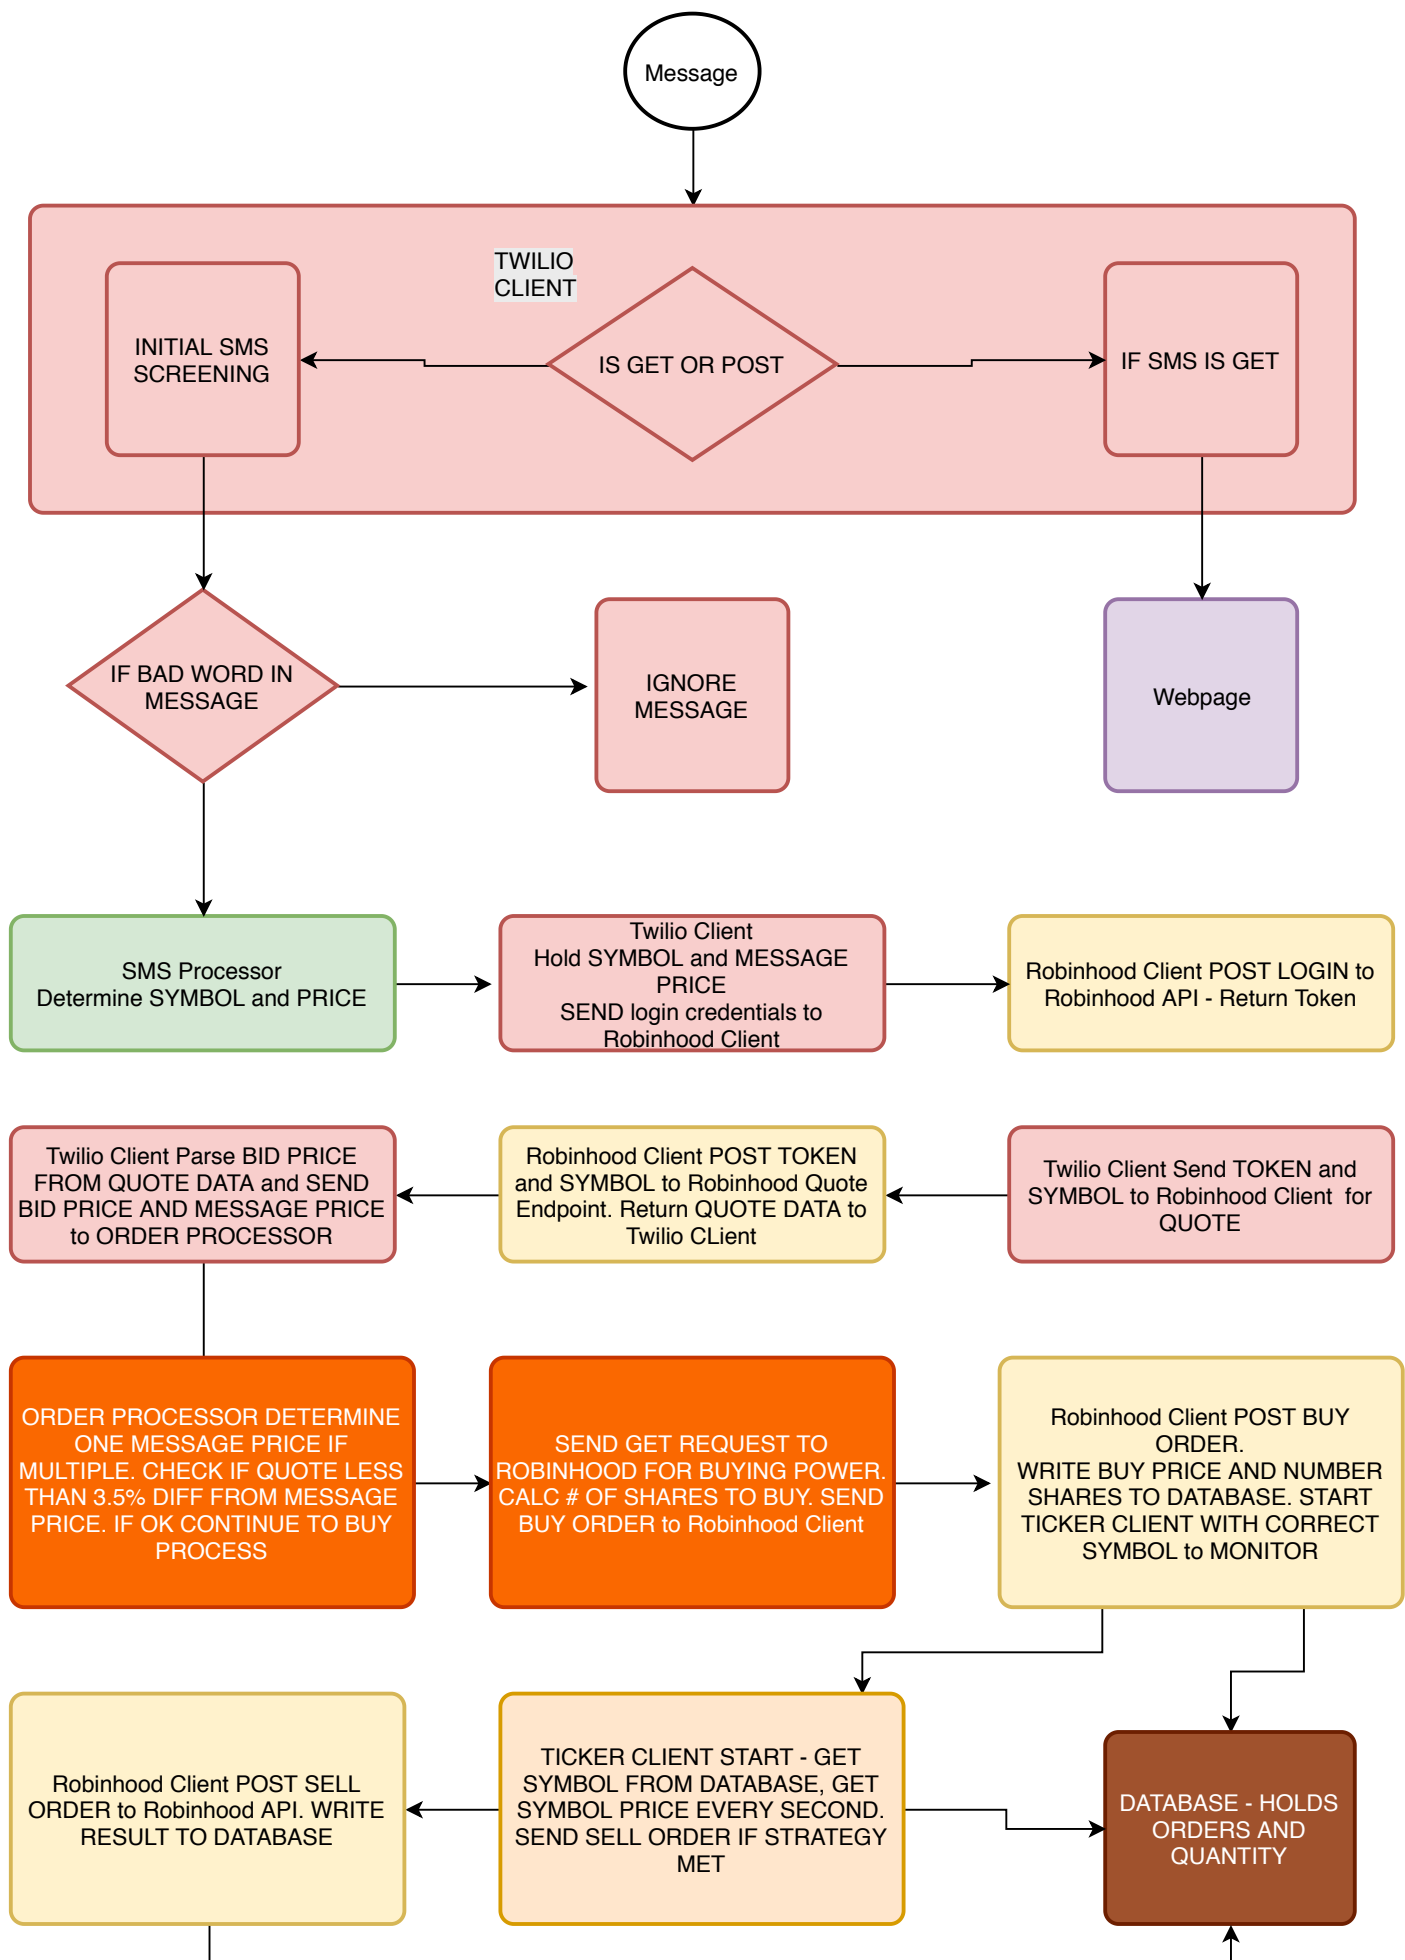 Message
TWILIO
CLIENT
INITIAL SMS
SCREENING
IS GET OR POST
IF SMS IS GET
IF BAD WORD IN
MESSAGE
IGNORE
MESSAGE
Webpage
SMS Processor
Determine SYMBOL and PRICE
Twilio Client
Hold SYMBOL and MESSAGE
PRICE
SEND login credentials to
Robinhood Client
Robinhood Client POST LOGIN to
Robinhood API - Return Token
Twilio Client Parse BID PRICE
FROM QUOTE DATA and SEND
BID PRICE AND MESSAGE PRICE
to ORDER PROCESSOR
Robinhood Client POST TOKEN
and SYMBOL to Robinhood Quote
Endpoint. Return QUOTE DATA to
Twilio CLient
Twilio Client Send TOKEN and
SYMBOL to Robinhood Client for
QUOTE
ORDER PROCESSOR DETERMINE
ONE MESSAGE PRICE IF
MULTIPLE. CHECK IF QUOTE LESS
THAN 3.5% DIFF FROM MESSAGE
PRICE. IF OK CONTINUE TO BUY
PROCESS
SEND GET REQUEST TO
ROBINHOOD FOR BUYING POWER.
CALC # OF SHARES TO BUY. SEND
BUY ORDER to Robinhood Client
Robinhood Client POST BUY
ORDER.
WRITE BUY PRICE AND NUMBER
SHARES TO DATABASE. START
TICKER CLIENT WITH CORRECT
SYMBOL to MONITOR
Robinhood Client POST SELL
ORDER to Robinhood API. WRITE
RESULT TO DATABASE
TICKER CLIENT START - GET
SYMBOL FROM DATABASE, GET
SYMBOL PRICE EVERY SECOND.
SEND SELL ORDER IF STRATEGY
MET
DATABASE - HOLDS
ORDERS AND
QUANTITY